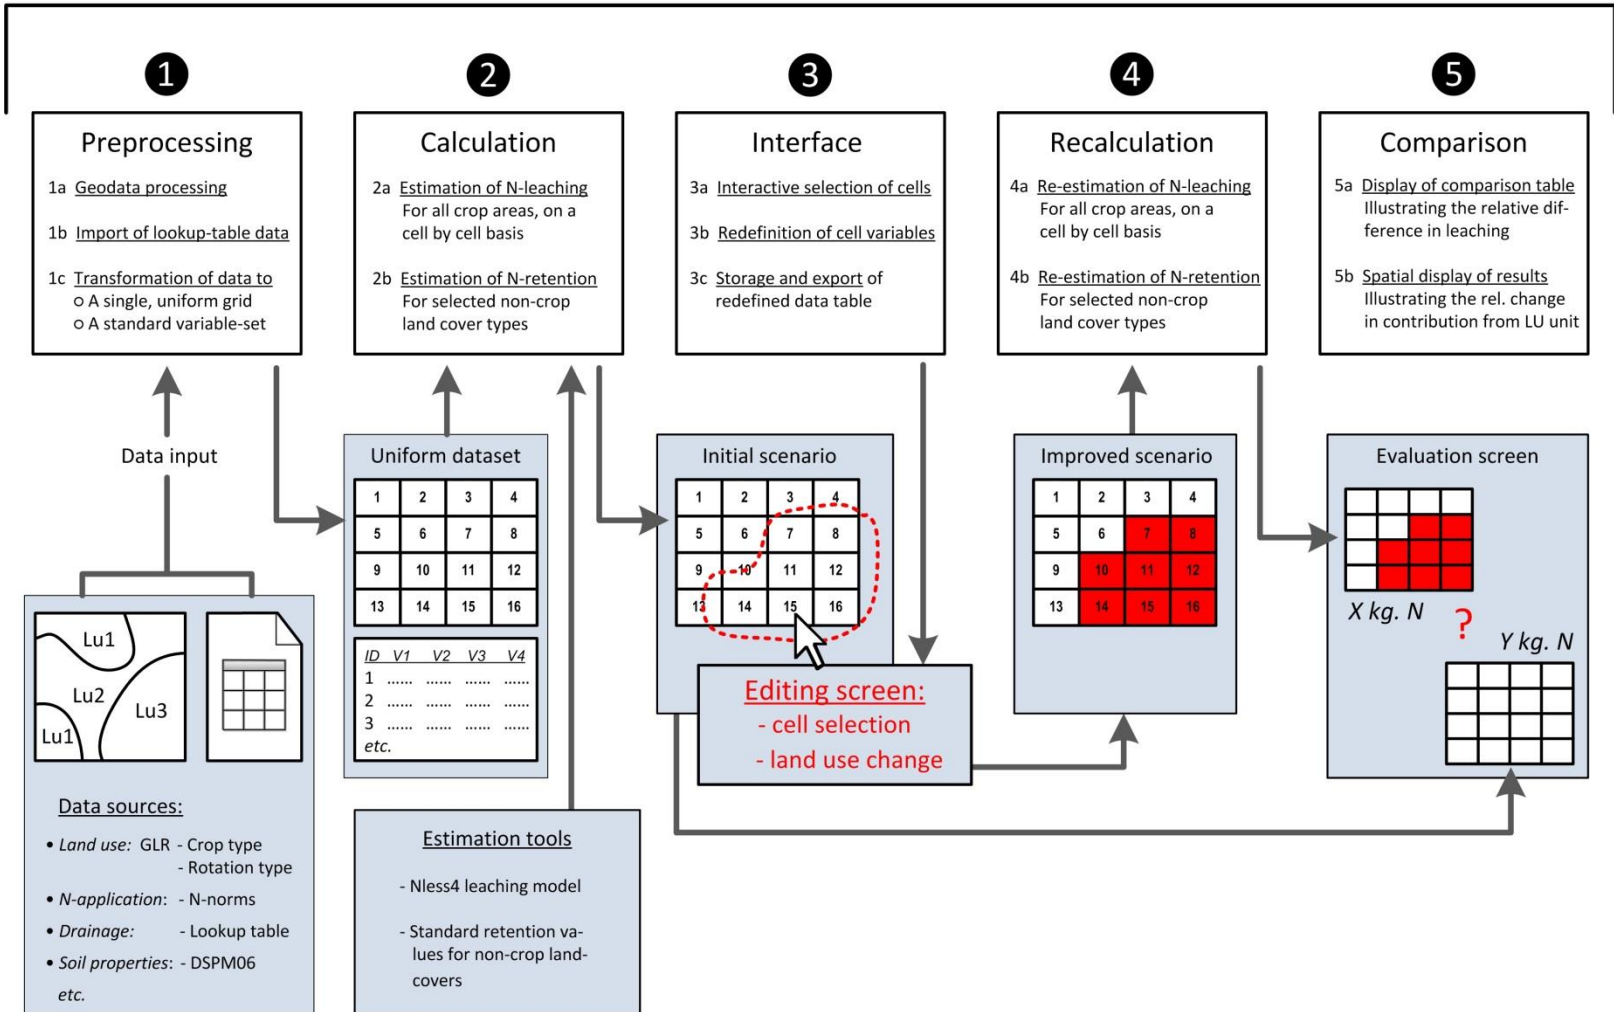 1
2
3
4
5
Preprocessing
1a Geodata processing
1b Import of lookup-table data
1c Transformation of data to
○ A single, uniform grid
○ A standard variable-set
Calculation
2a Estimation of N-leaching
For all crop areas, on a
cell by cell basis
2b Estimation of N-retention
For selected non-crop
land cover types
Interface
3a Interactive selection of cells
3b Redefinition of cell variables
3c Storage and export of
redefined data table
Recalculation
4a Re-estimation of N-leaching
For all crop areas, on a
cell by cell basis
4b Re-estimation of N-retention
For selected non-crop
land cover types
Comparison
5a Display of comparison table
Illustrating the relative dif-
ference in leaching
5b Spatial display of results
Illustrating the rel. change
in contribution from LU unit
Data input
Lu1
Lu2
Lu3
Lu1
Data sources:
• Land use: GLR - Crop type
- Rotation type
• N-application: - N-norms
• Drainage: - Lookup table
• Soil properties: - DSPM06
etc.
Uniform dataset
1 2 3 4
5 6 7 8
9 10 11 12
13 14 15 16
ID V1 V2 V3 V4
1 ...... ...... ...... ......
2 ...... ...... ...... ......
3 ...... ...... ...... ......
etc.
Estimation tools
- Nless4 leaching model
- Standard retention va-
lues for non-crop land-
covers
Initial scenario
1 2 3 4
5 6 7 8
9 10 11 12
13 14 15 16
Editing screen:
- cell selection
- land use change
Improved scenario
1 2 3 4
5 6 7 8
9 10 11 12
13 14 15 16
Evaluation screen
X kg. N
?
Y kg. N